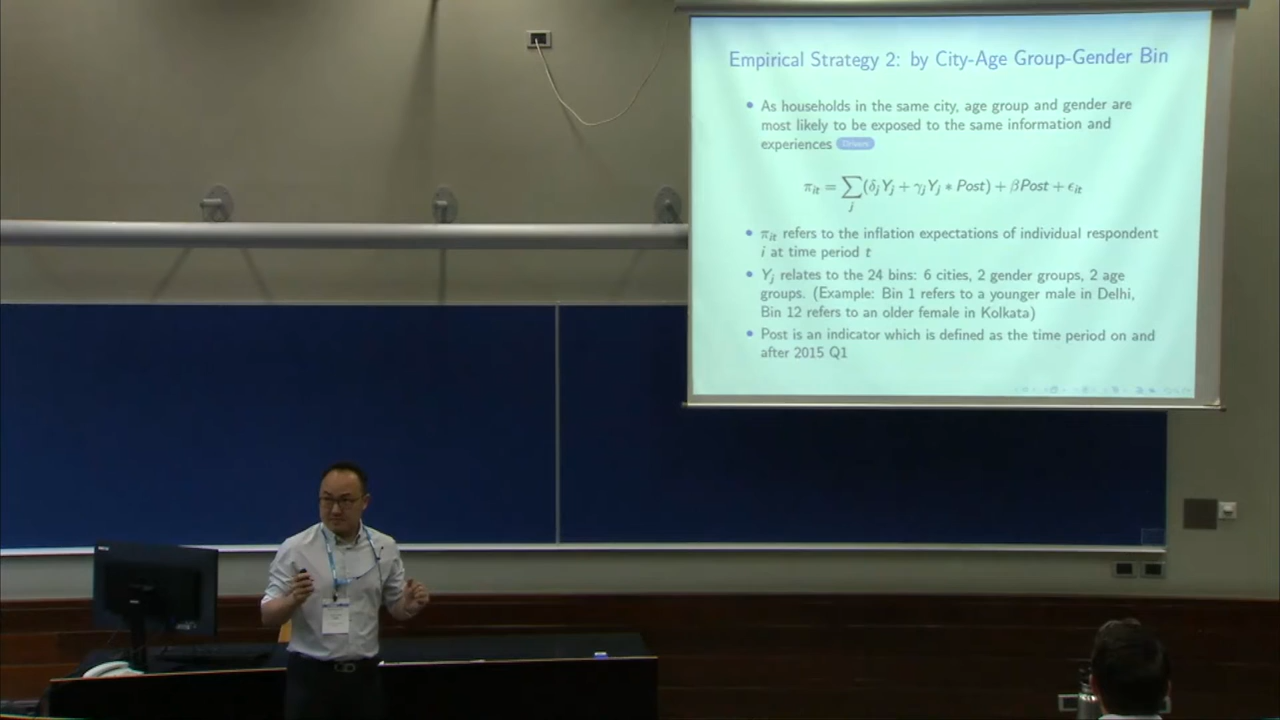 Empirical Strategy 2: by City-Age Group-Gender Bin
• As households in the same city, age group and gender are
most likely to be exposed to the same information and
experiences Drivers
π_it = ∑_j (δ_j Y_j + γ_j Y_j ∗ Post) + βPost + ϵ_it
• π_it refers to the inflation expectations of individual respondent
i at time period t
• Y_j relates to the 24 bins: 6 cities, 2 gender groups, 2 age
groups. (Example: Bin 1 refers to a younger male in Delhi,
Bin 12 refers to an older female in Kolkata)
• Post is an indicator which is defined as the time period on and
after 2015 Q1